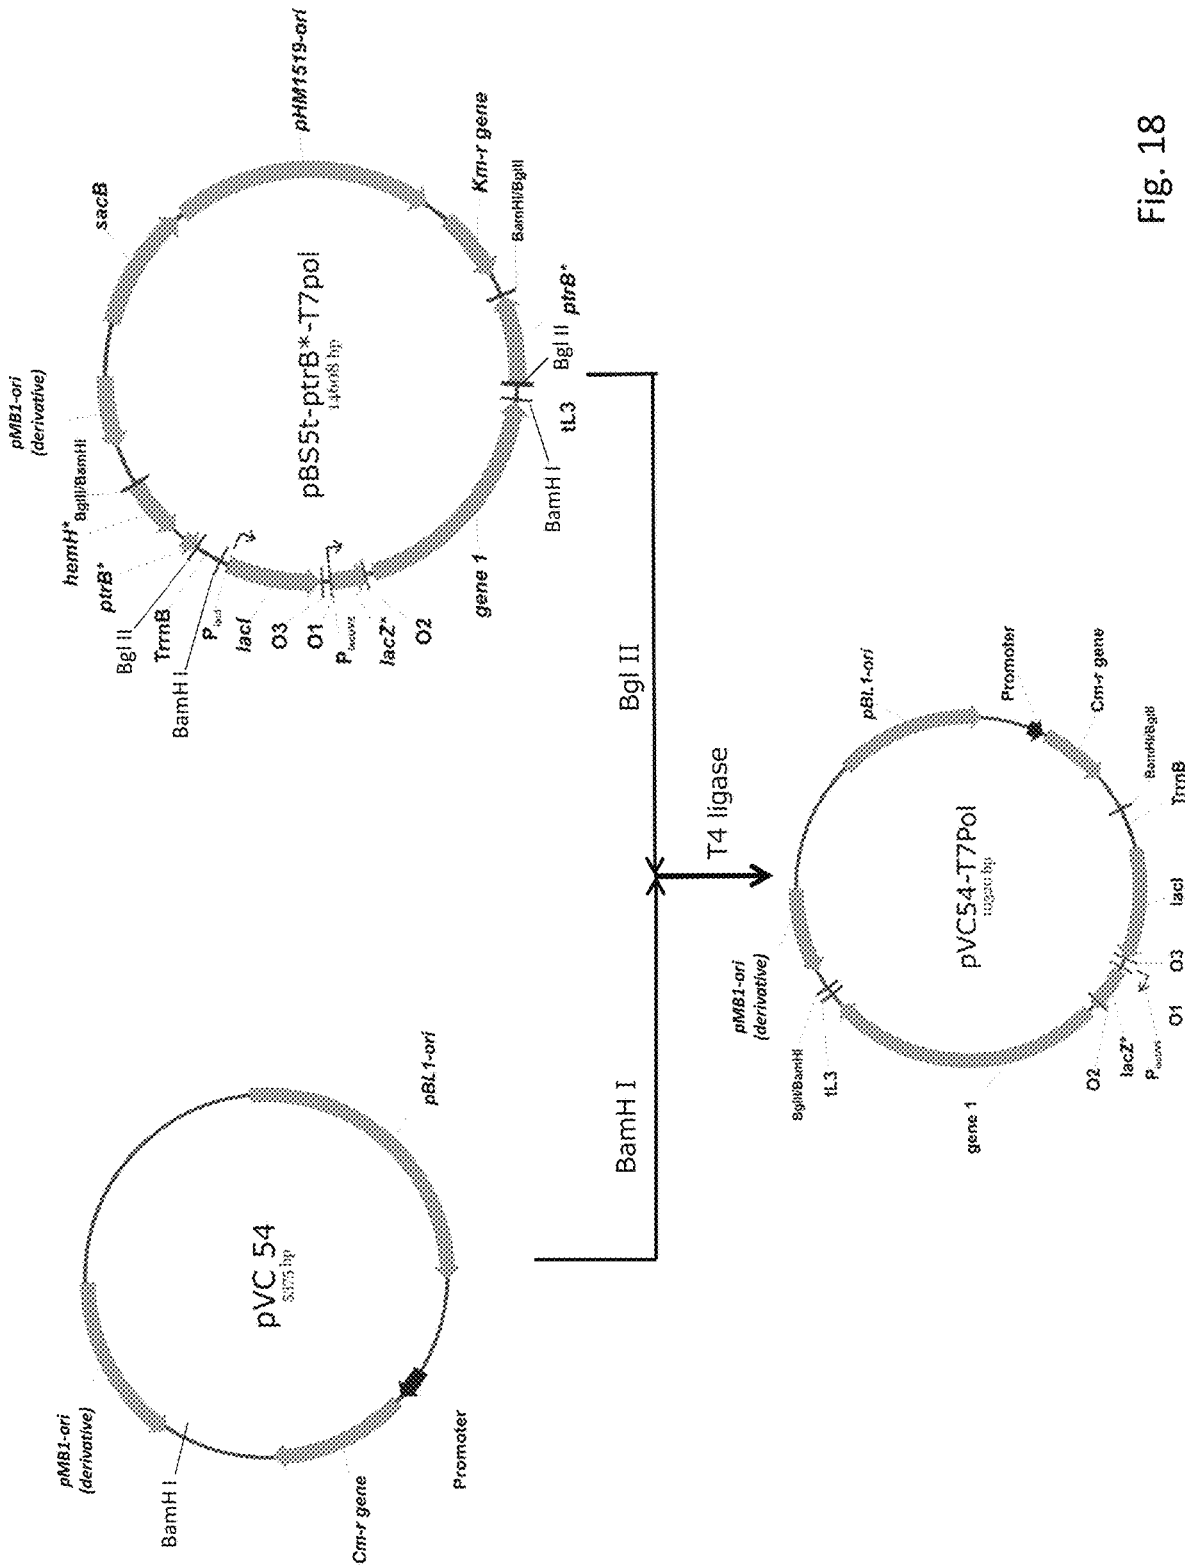 pVC 54
pMB1-ori
(derivative)
BamH I
Cm-r gene
Promoter
pBL1-ori
pBS5t-ptrB*-T7pol
14608 bp
pMB1-ori
(derivative)
sacB
pHM1519-ori
Km-r gene
BamHI/BglII
ptrB*
Bgl II
tL3
BamH I
gene 1
O2
lacZ*
O1
O3
lacI
BamH I
TrrnB
Bgl II
ptrB*
hemH*
BglII/BamHI
BamH I
Bgl II
T4 ligase
pVC54-T7Pol
pMB1-ori
(derivative)
pBL1-ori
Promoter
Cm-r gene
BamHI/BglII
TrrnB
lacI
O3
O1
lacZ*
O2
gene 1
tL3
BglII/BamHI
Fig. 18